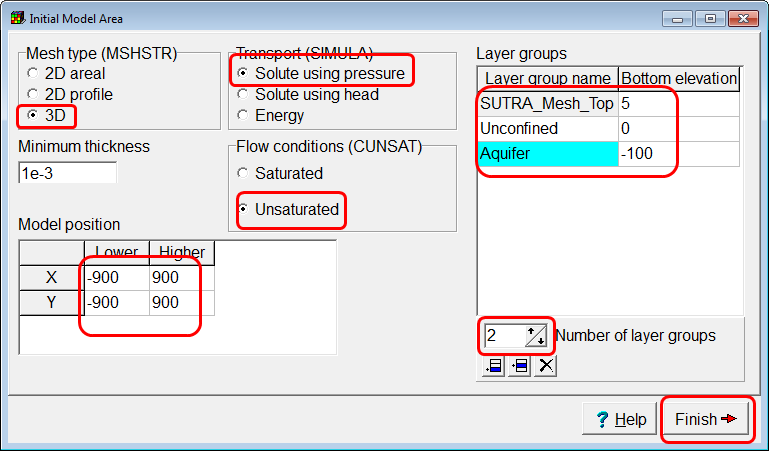 Initial Model Area
Mesh type (MSHSTR)
2D areal
2D profile
3D
Minimum thickness
1e-3
Transport (SIMULA)
Solute using pressure
Solute using head
Energy
Flow conditions (CUNSAT)
Saturated
Unsaturated
Model position
Lower Higher
X -900 900
Y -900 900
Layer groups
Layer group name Bottom elevation
SUTRA_Mesh_Top 5
Unconfined 0
Aquifer -100
2 Number of layer groups
? Help Finish